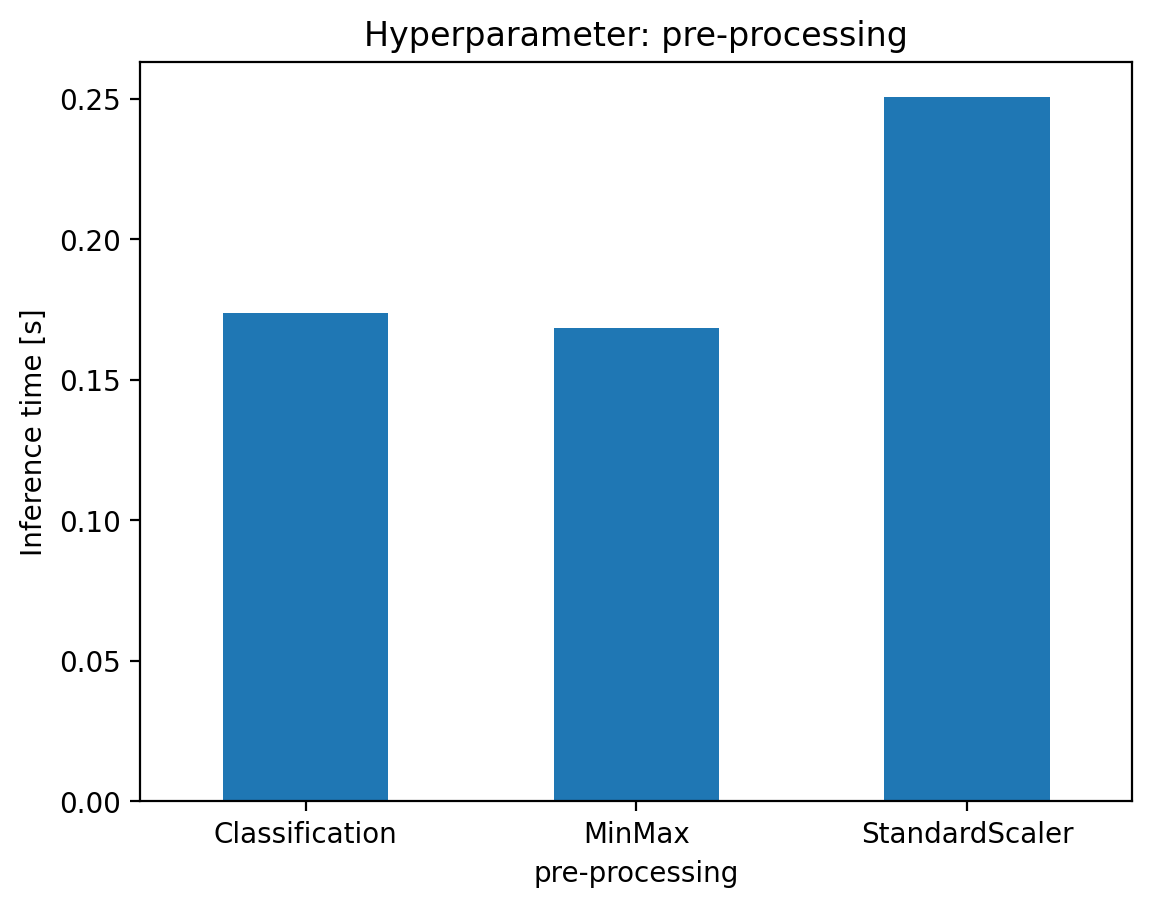 Hyperparameter: pre-processing
Inference time [s]
0.25
0.20
0.15
0.10
0.05
0.00
Classification MinMax StandardScaler
pre-processing